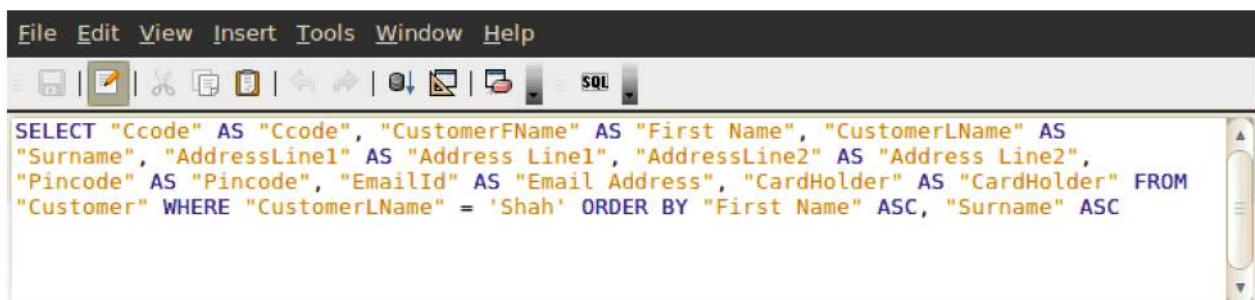 File Edit View Insert Tools Window Help
SQL
SELECT "Ccode" AS "Ccode", "CustomerFName" AS "First Name", "CustomerLName" AS
"Surname", "AddressLine1" AS "Address Line1", "AddressLine2" AS "Address Line2",
"Pincode" AS "Pincode", "EmailId" AS "Email Address", "CardHolder" AS "CardHolder" FROM
"Customer" WHERE "CustomerLName" = 'Shah' ORDER BY "First Name" ASC, "Surname" ASC